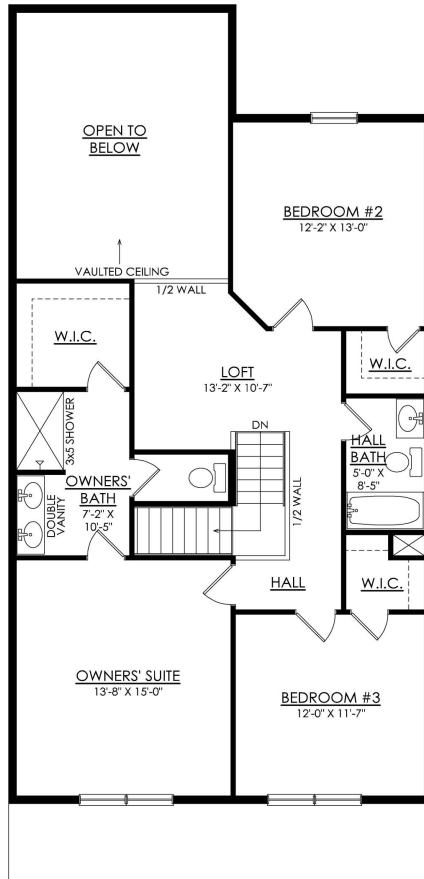 OPEN TO
BELOW
BEDROOM #2
12'-2" X 13'-0"
VAULTED CEILING
1/2 WALL
W.I.C.
W.I.C.
LOFT
13'-2" X 10'-7"
3X5 SHOWER
DN
HALL
BATH
5'-0" X
8'-5"
OWNERS'
BATH
7'-2" X
10'-5"
DOUBLE
VANITY
1/2 WALL
HALL
W.I.C.
OWNERS' SUITE
13'-8" X 15'-0"
BEDROOM #3
12'-0" X 11'-7"